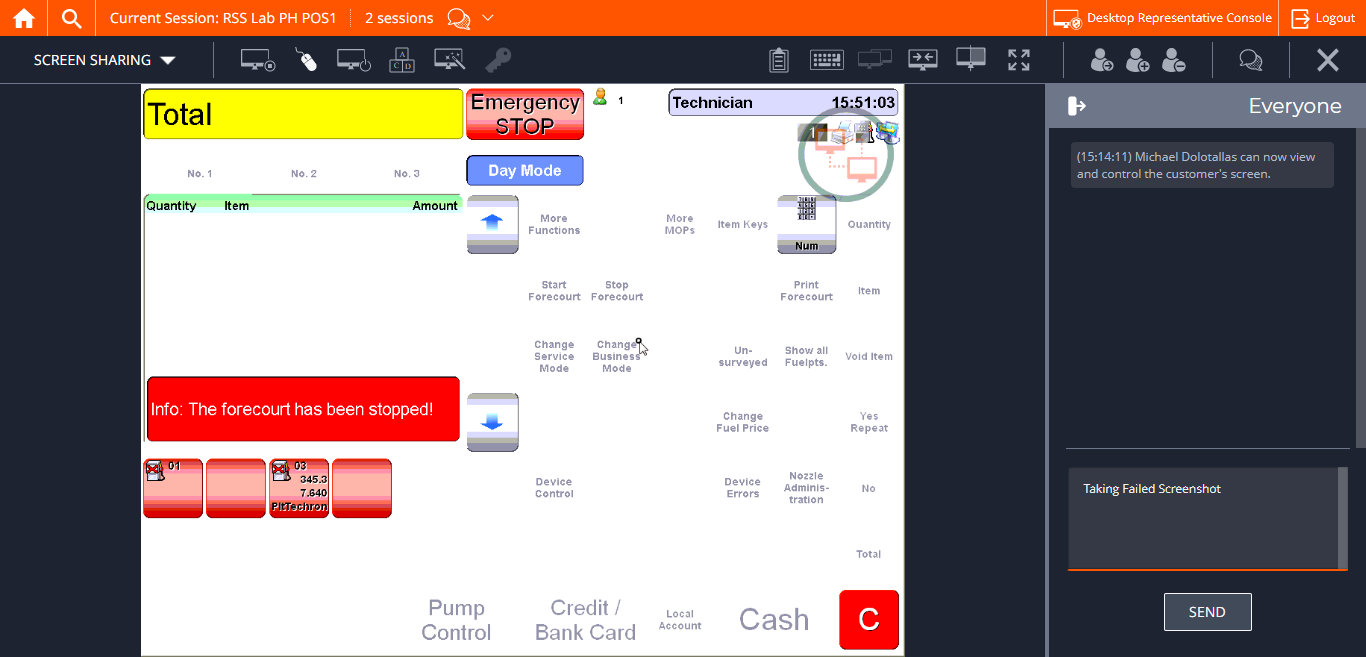 Current Session: RSS Lab PH POS1
2 sessions
Desktop Representative Console
Logout
SCREEN SHARING
A
C D
Total
Emergency
STOP
1
Technician 15:51:03
1
Day Mode
No. 1 No. 2 No. 3
Quantity Item Amount
More
Functions
More
MOPs
Item Keys
Num
Quantity
Start
Forecourt
Stop
Forecourt
Print
Forecourt
Item
Change
Service
Mode
Change
Business
Mode
Un-
surveyed
Show all
Fuelpts.
Void Item
Info: The forecourt has been stopped!
Change
Fuel Price
Yes
Repeat
01
03
345.3
7.640
PltTechron
Device
Control
Device
Errors
Nozzle
Adminis-
tration
No
Total
Pump
Control
Credit /
Bank Card
Local
Account
Cash
C
Everyone
(15:14:11) Michael Dolotallas can now view
and control the customer's screen.
Taking Failed Screenshot
SEND